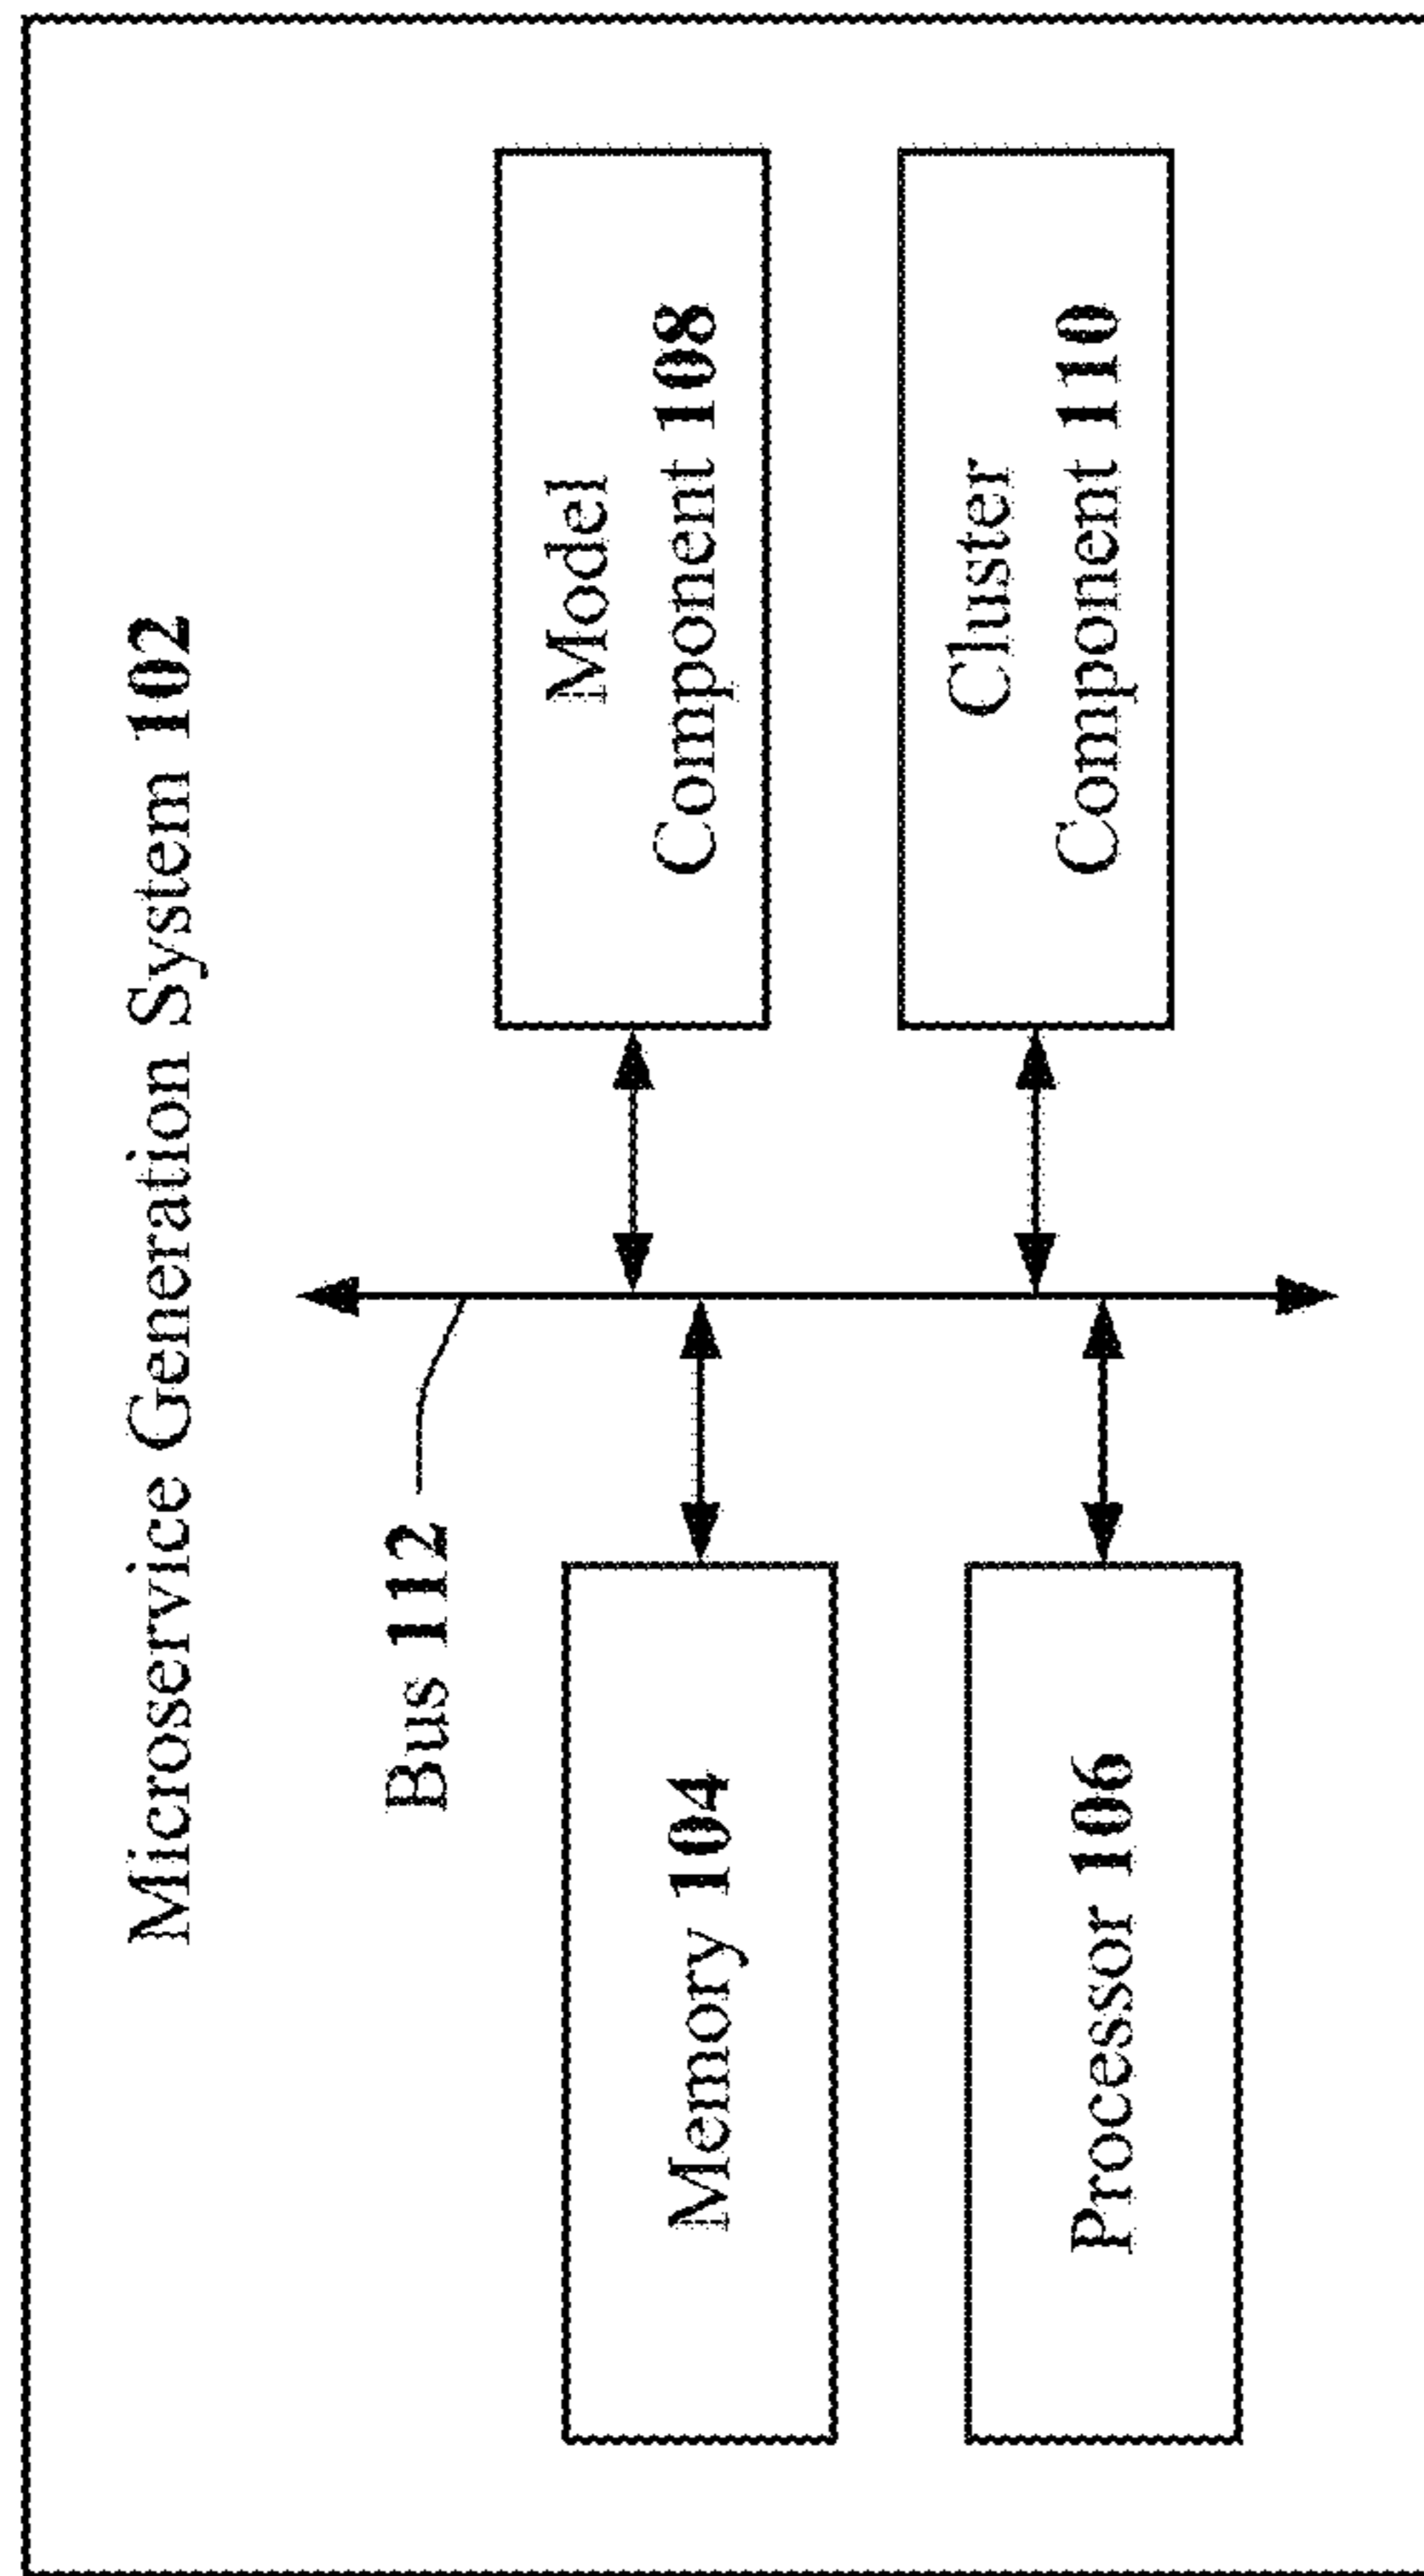 Microservice Generation System 102
Bus 112
Memory 104
Model
Component 108
Processor 106
Cluster
Component 110